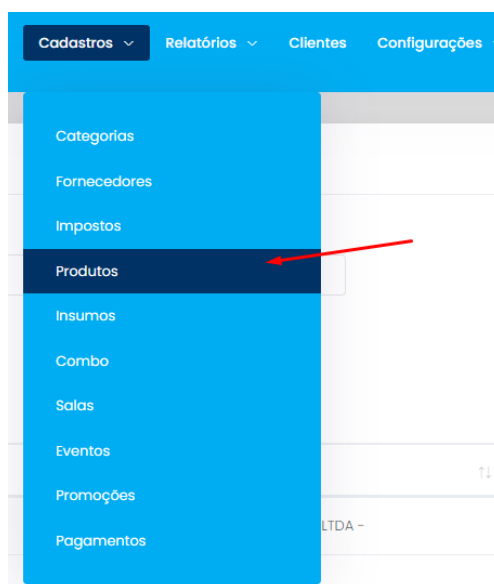 Cadastros Relatórios Clientes Configurações
Categorias
Fornecedores
Impostos
Produtos
Insumos
Combo
Salas
Eventos
LTDA -
Promoções
Pagamentos